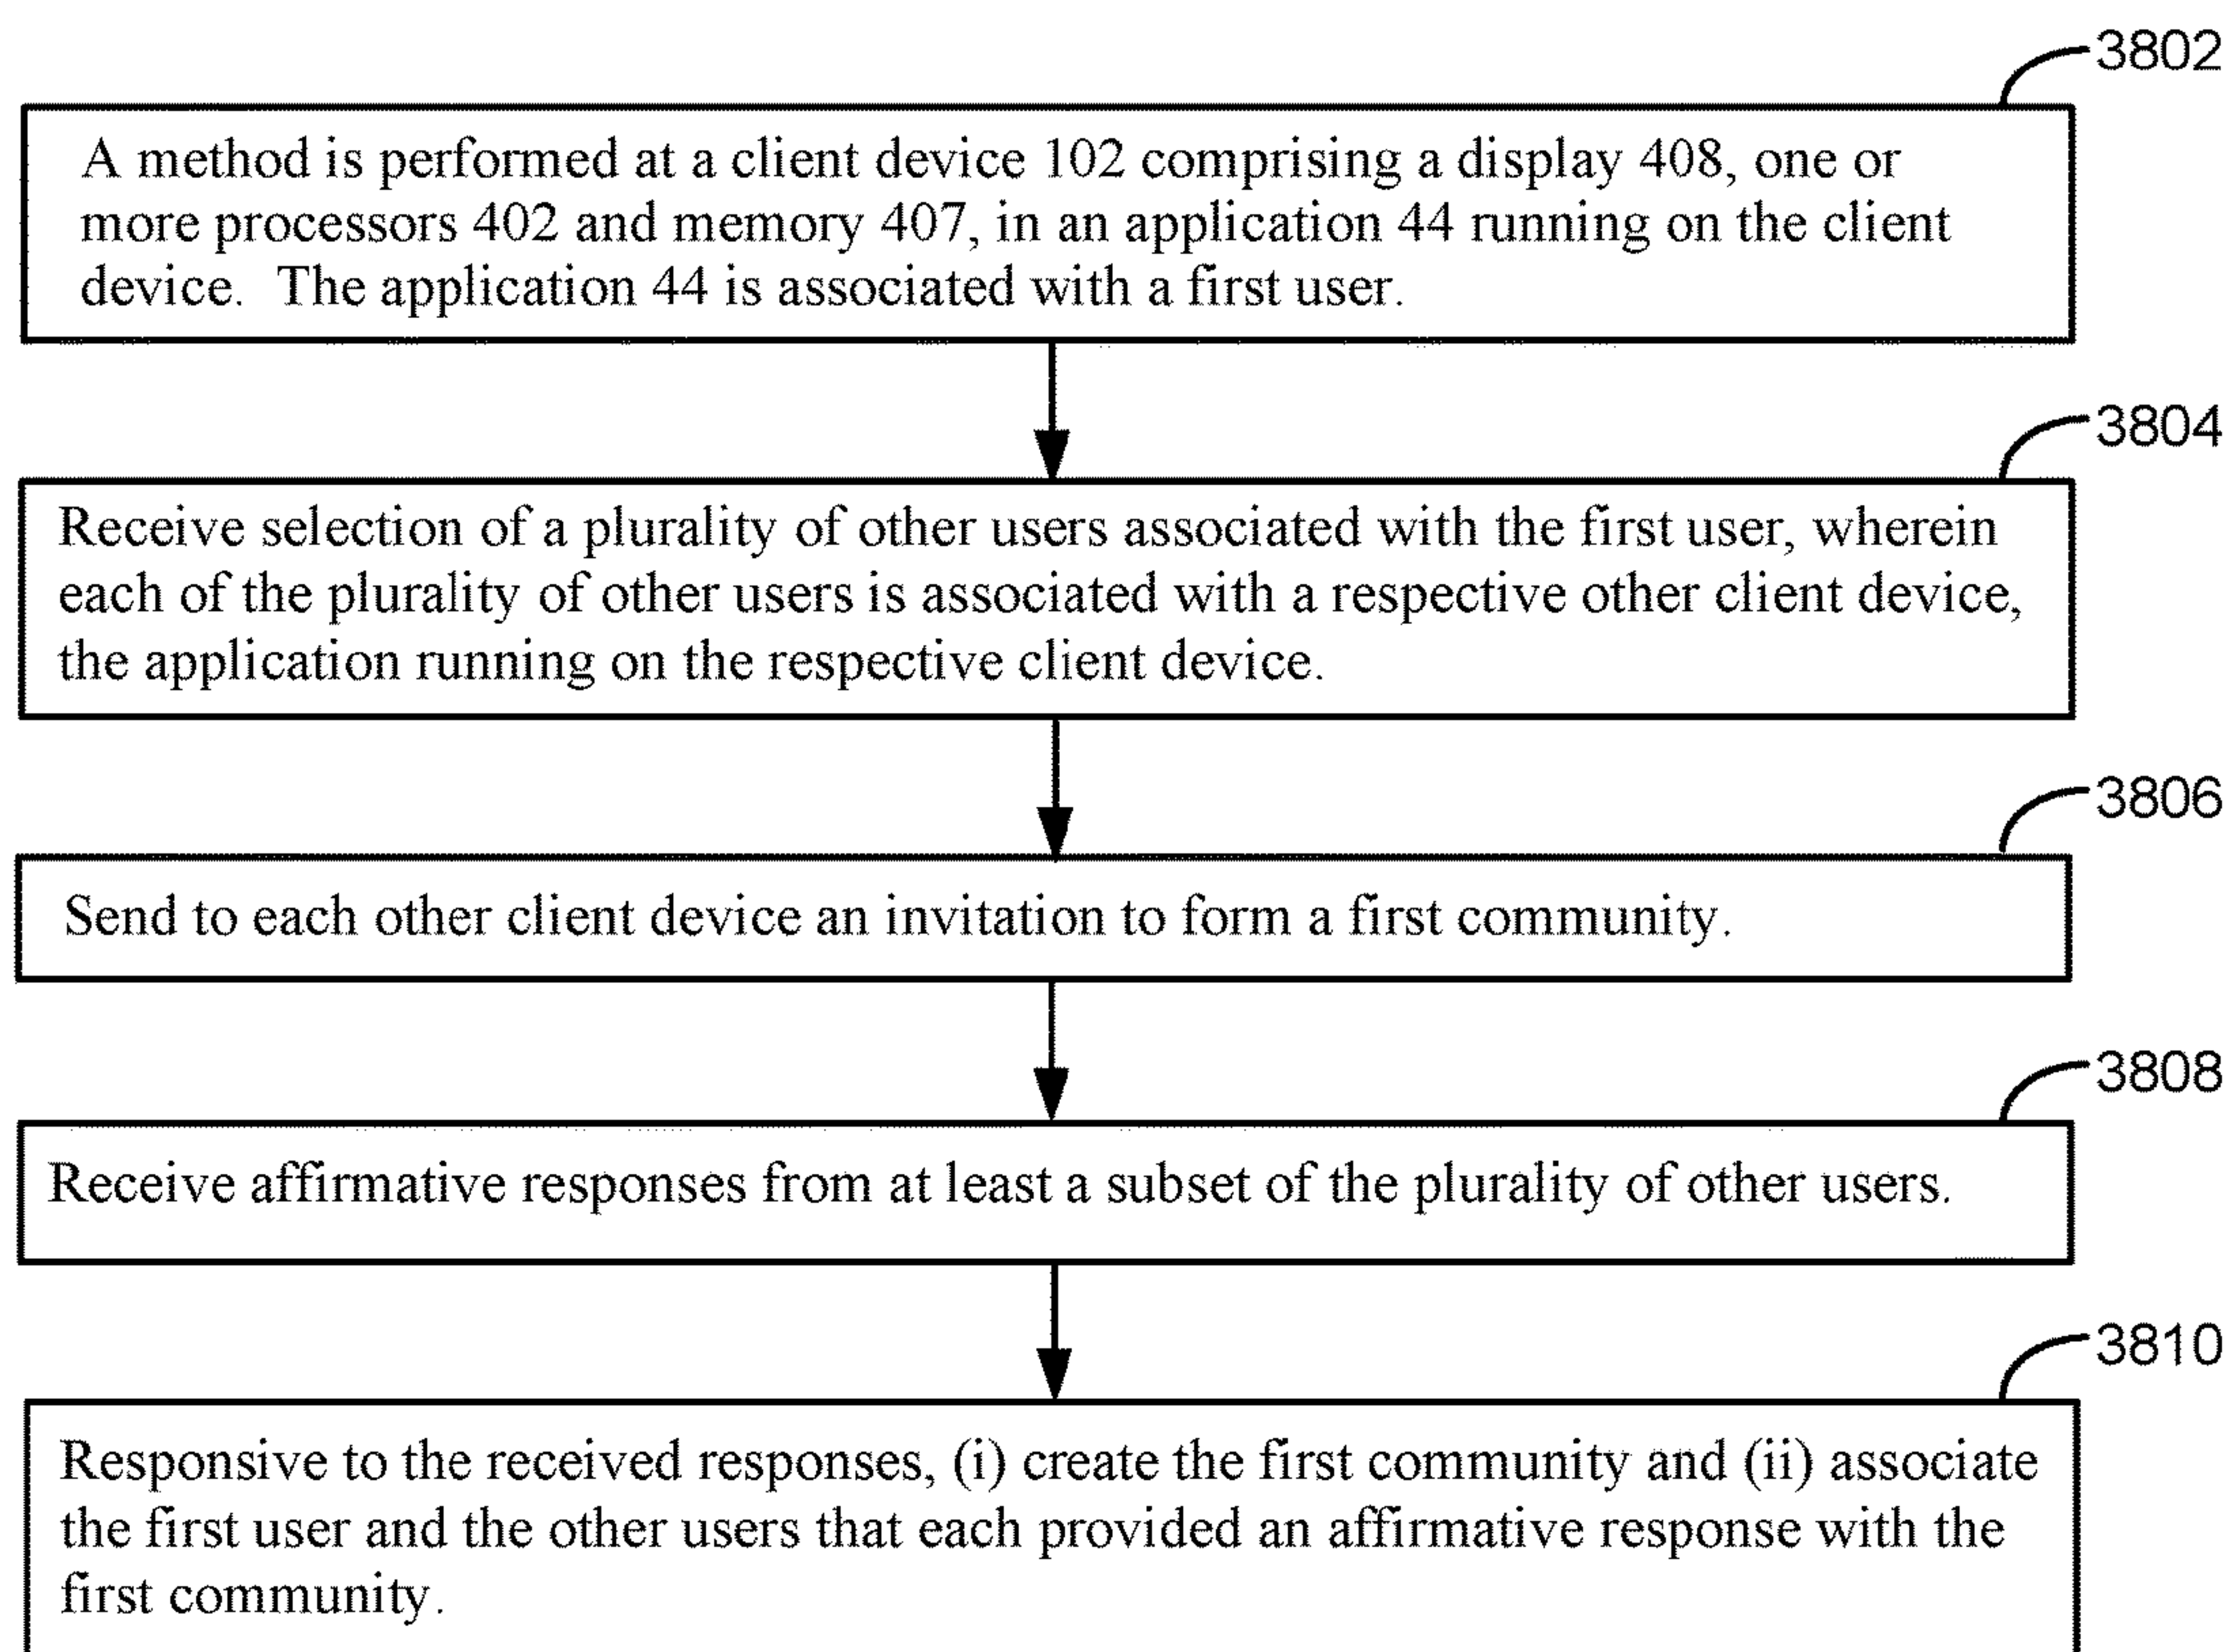 3802
A method is performed at a client device 102 comprising a display 408, one or
more processors 402 and memory 407, in an application 44 running on the client
device.  The application 44 is associated with a first user.
3804
Receive selection of a plurality of other users associated with the first user, wherein
each of the plurality of other users is associated with a respective other client device,
the application running on the respective client device.
3806
Send to each other client device an invitation to form a first community.
3808
Receive affirmative responses from at least a subset of the plurality of other users.
3810
Responsive to the received responses, (i) create the first community and (ii) associate
the first user and the other users that each provided an affirmative response with the
first community.